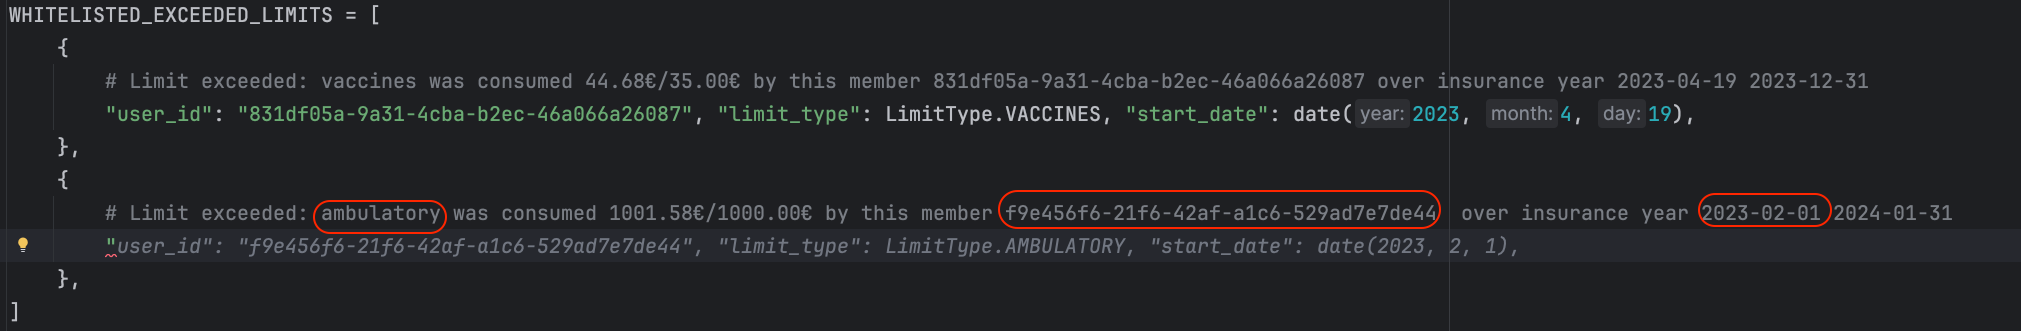 WHITELISTED_EXCEEDED_LIMITS = [
{
# Limit exceeded: vaccines was consumed 44.68€/35.00€ by this member 831df05a-9a31-4cba-b2ec-46a066a26087 over insurance year 2023-04-19 2023-12-31
"user_id": "831df05a-9a31-4cba-b2ec-46a066a26087", "limit_type": LimitType.VACCINES, "start_date": date( year: 2023, month: 4, day: 19),
},
{
# Limit exceeded: ambulatory was consumed 1001.58€/1000.00€ by this member f9e456f6-21f6-42af-a1c6-529ad7e7de44 over insurance year 2023-02-01 2024-01-31
"user_id": "f9e456f6-21f6-42af-a1c6-529ad7e7de44", "limit_type": LimitType.AMBULATORY, "start_date": date(2023, 2, 1),
},
]